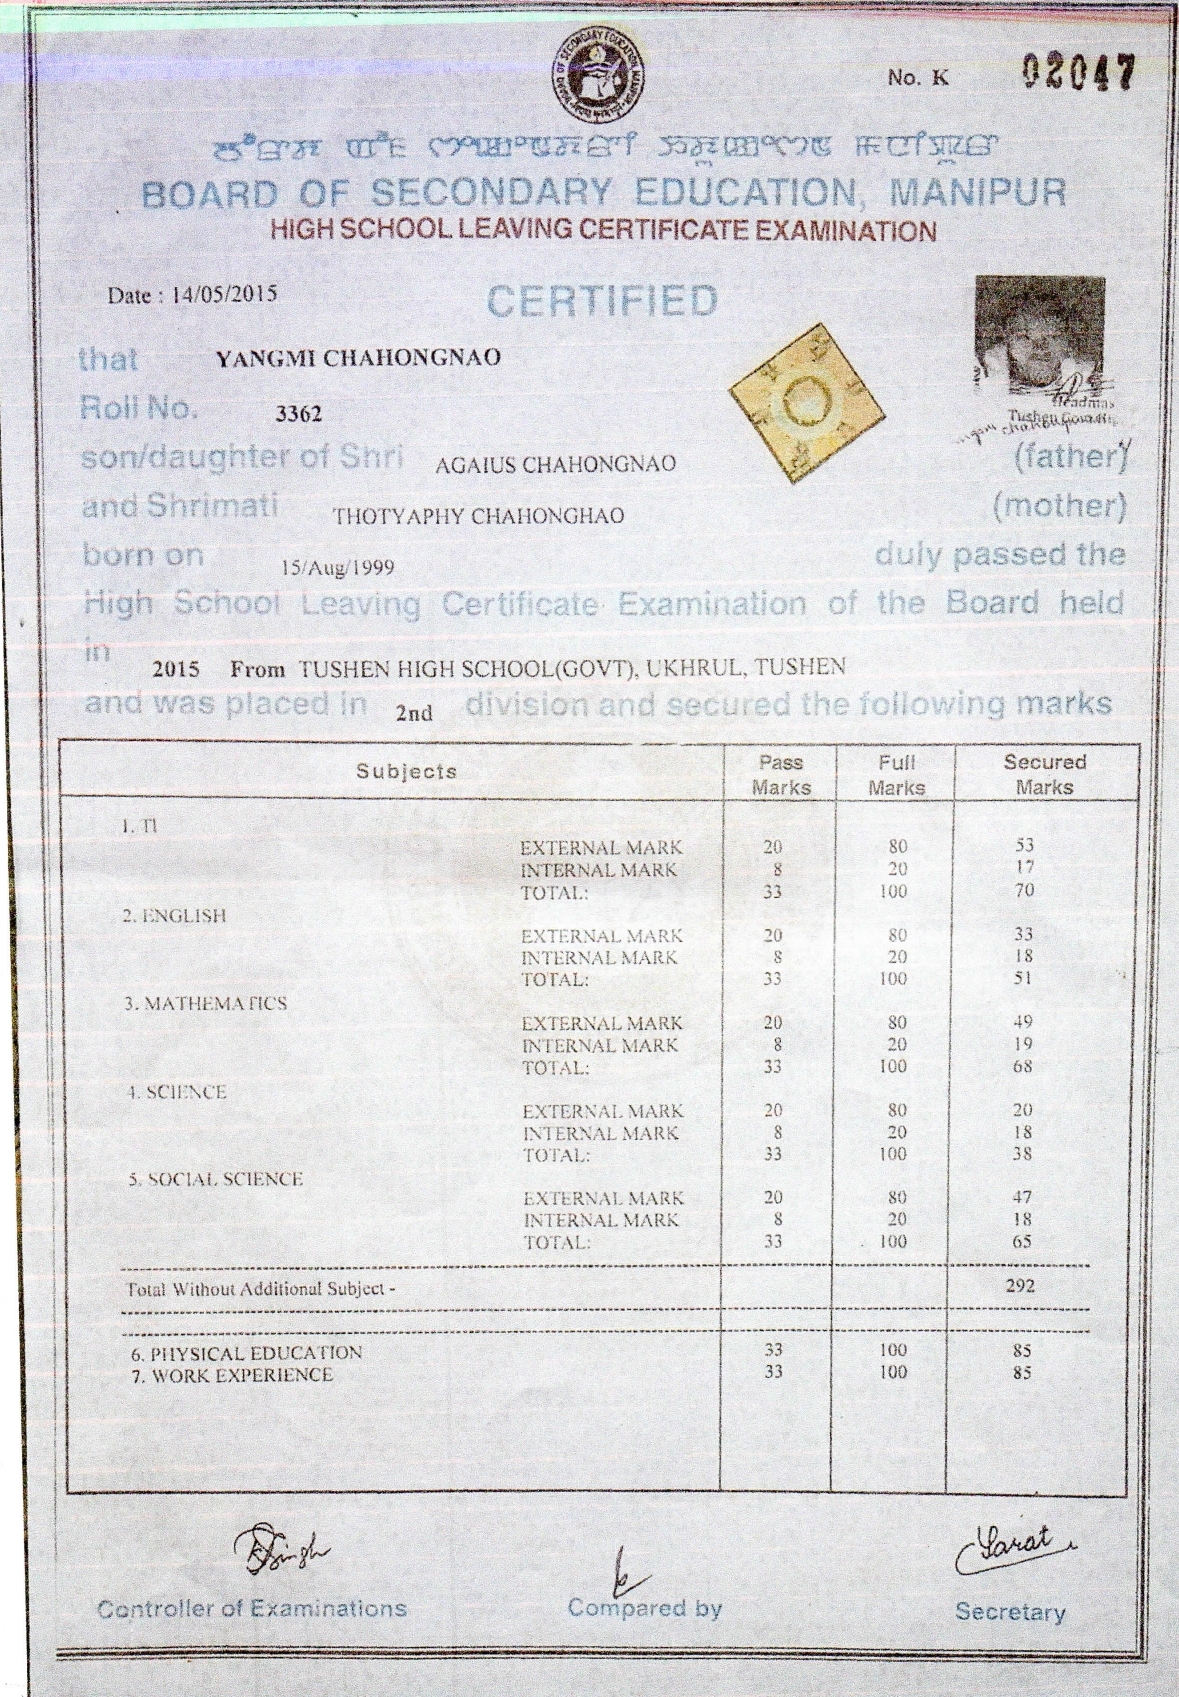 No. K 02047
BOARD OF SECONDARY EDUCATION, MANIPUR
HIGH SCHOOL LEAVING CERTIFICATE EXAMINATION
Date : 14/05/2015
CERTIFIED
that YANGMI CHAHONGNAO
Roll No. 3362
son/daughter of Shri AGAIUS CHAHONGNAO (father)
and Shrimati THOTYAPHY CHAHONGHAO (mother)
born on 15/Aug/1999 duly passed the
High School Leaving Certificate Examination of the Board held
in 2015 From TUSHEN HIGH SCHOOL(GOVT), UKHRUL, TUSHEN
and was placed in 2nd division and secured the following marks
Subjects Pass Marks Full Marks Secured Marks
1. TI
EXTERNAL MARK 20 80 53
INTERNAL MARK 8 20 17
TOTAL: 33 100 70
2. ENGLISH
EXTERNAL MARK 20 80 33
INTERNAL MARK 8 20 18
TOTAL: 33 100 51
3. MATHEMATICS
EXTERNAL MARK 20 80 49
INTERNAL MARK 8 20 19
TOTAL: 33 100 68
4. SCIENCE
EXTERNAL MARK 20 80 20
INTERNAL MARK 8 20 18
TOTAL: 33 100 38
5. SOCIAL SCIENCE
EXTERNAL MARK 20 80 47
INTERNAL MARK 8 20 18
TOTAL: 33 100 65
Total Without Additional Subject - 292
6. PHYSICAL EDUCATION 33 100 85
7. WORK EXPERIENCE 33 100 85
Singh
Sarat
Controller of Examinations
Compared by
Secretary